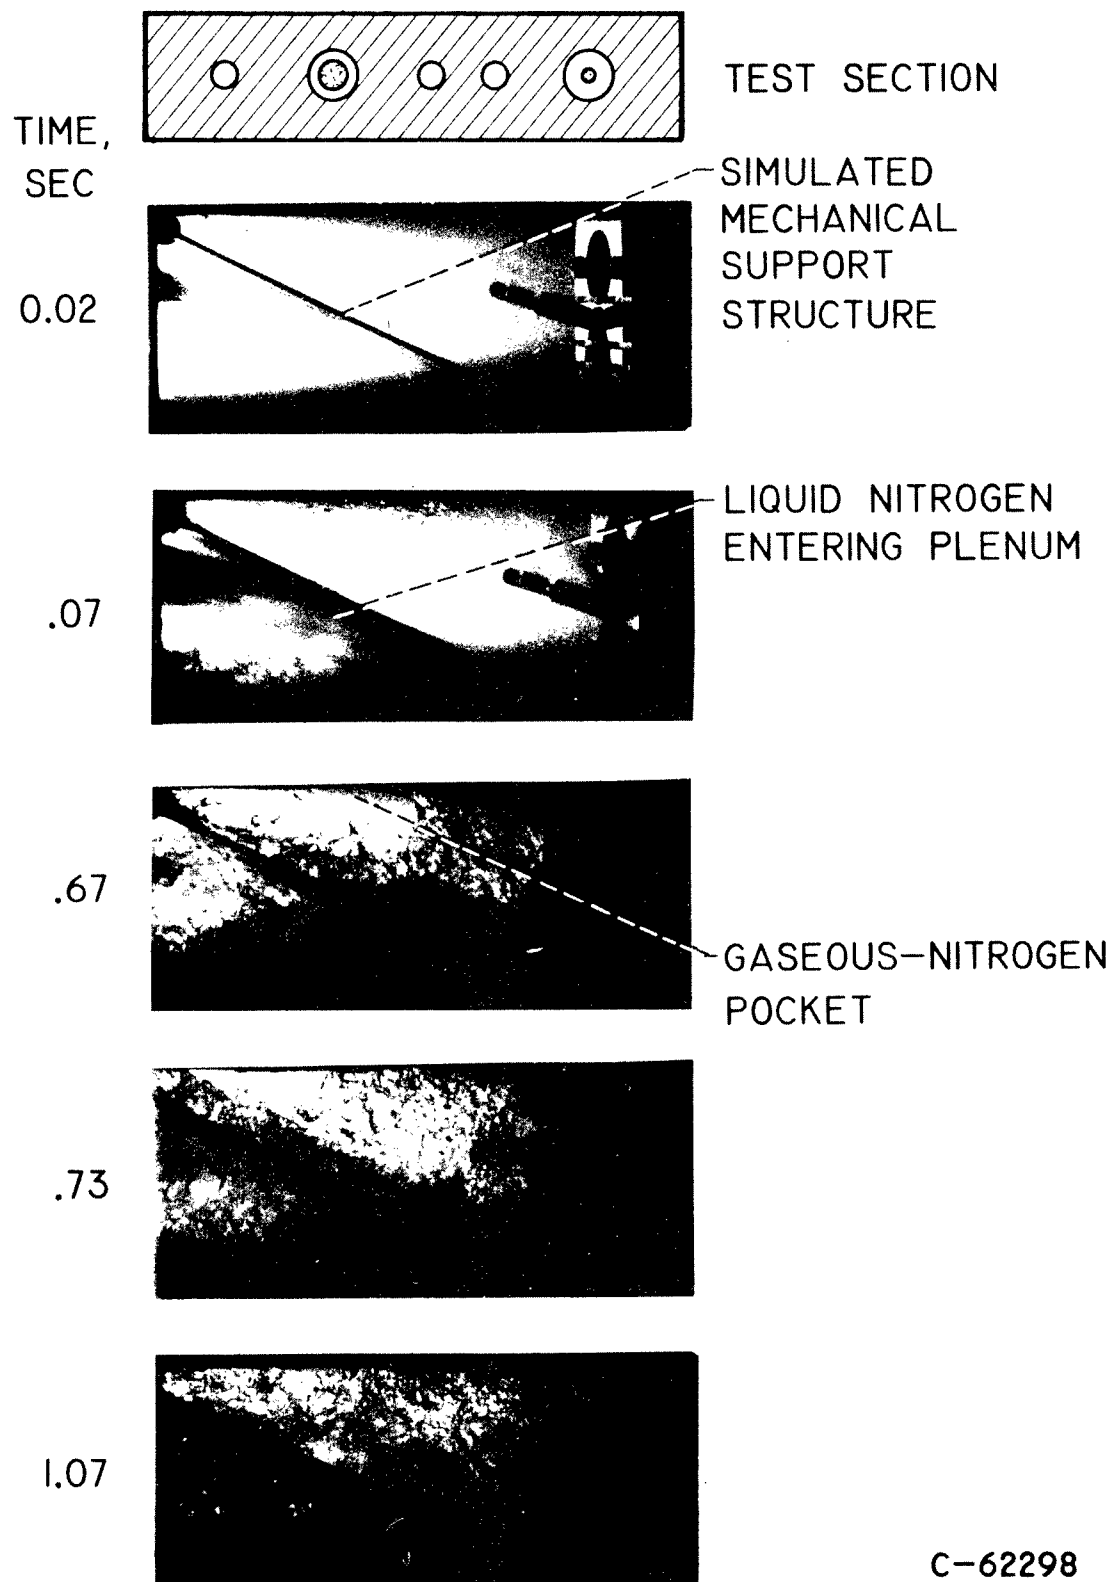 TEST SECTION
TIME,
SEC
SIMULATED
MECHANICAL
SUPPORT
STRUCTURE
0.02
LIQUID NITROGEN
ENTERING PLENUM
.07
.67
GASEOUS-NITROGEN
POCKET
.73
1.07
C-62298